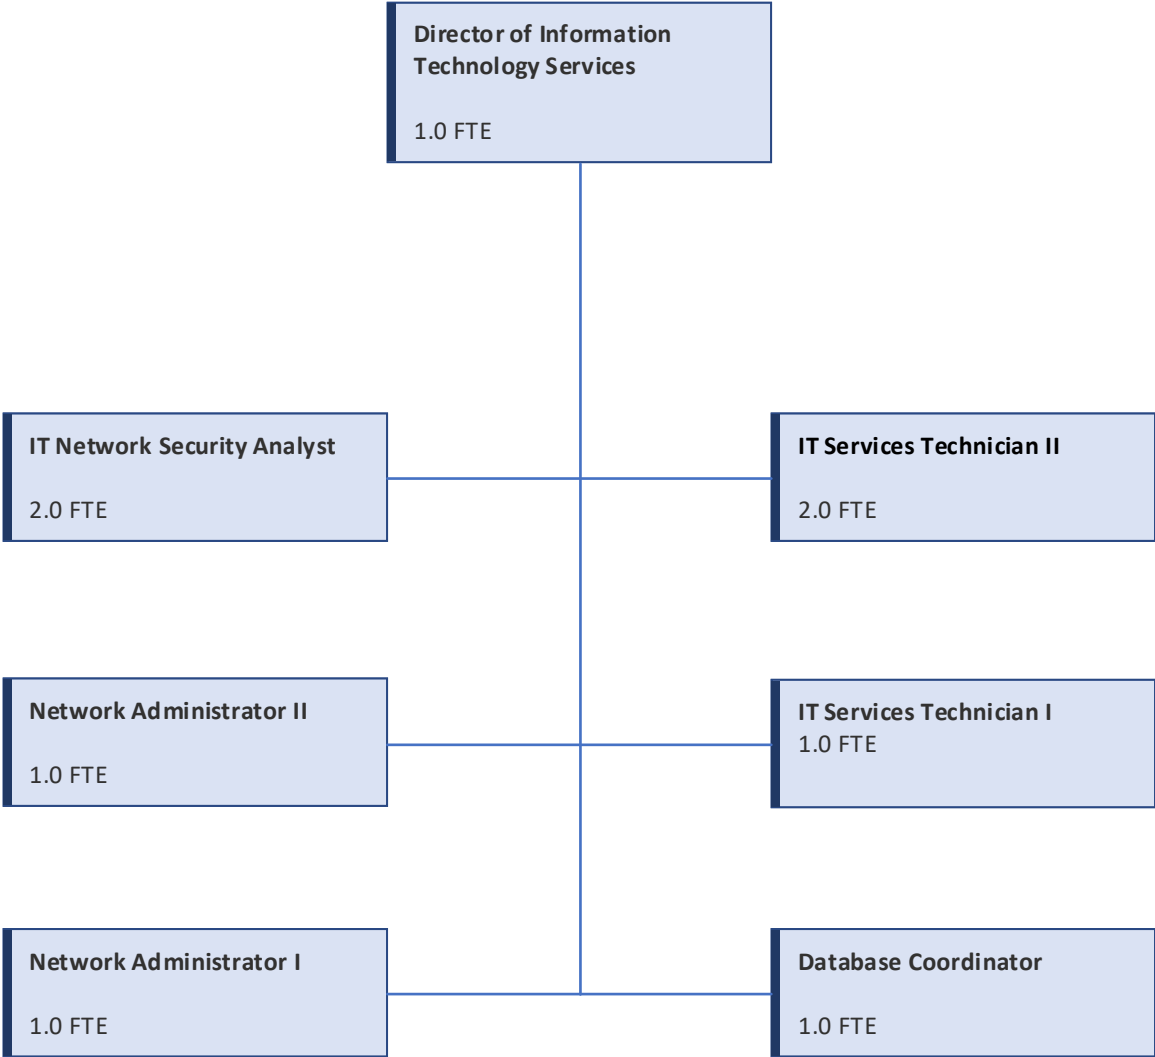 Director of Information
Technology Services
1.0 FTE
IT Network Security Analyst
2.0 FTE
IT Services Technician II
2.0 FTE
Network Administrator II
1.0 FTE
IT Services Technician I
1.0 FTE
Network Administrator I
1.0 FTE
Database Coordinator
1.0 FTE